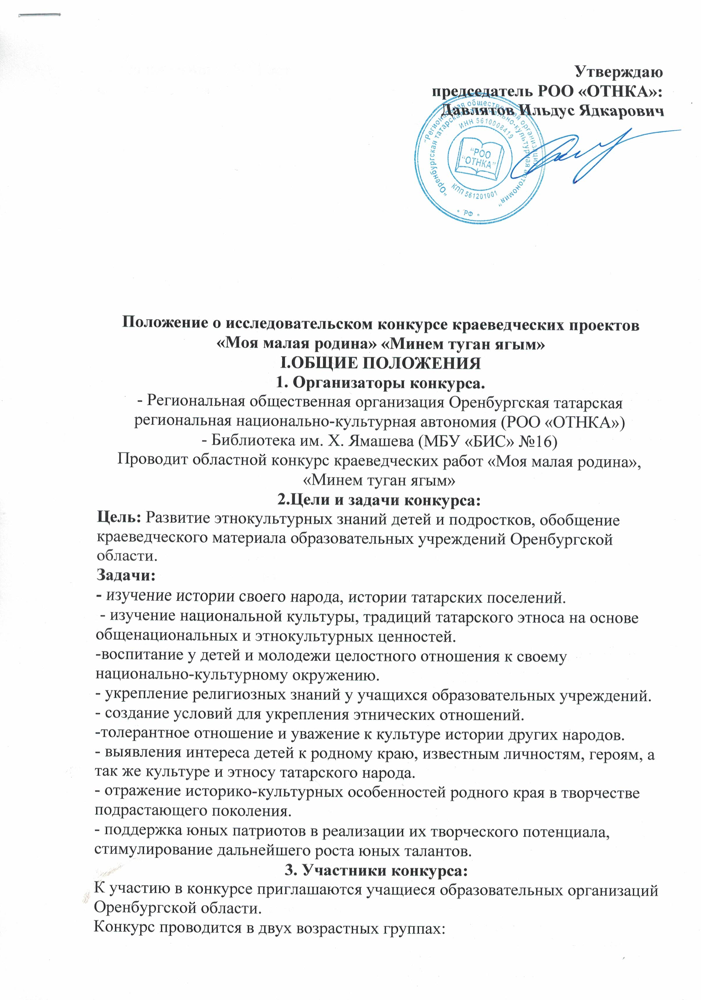 Утверждаю
председатель РОО «ОТНКА»:
Давлятов Ильдус Ядкарович
"Региональная общественная организация
"Оренбургская татарская национально-культурная автономия"
ИНН 5610008419
"РОО
"ОТНКА"
КПП 561201001
* РФ *
Положение о исследовательском конкурсе краеведческих проектов
«Моя малая родина» «Минем туган ягым»
I.ОБЩИЕ ПОЛОЖЕНИЯ
1. Организаторы конкурса.
- Региональная общественная организация Оренбургская татарская
региональная национально-культурная автономия (РОО «ОТНКА»)
- Библиотека им. Х. Ямашева (МБУ «БИС» №16)
Проводит областной конкурс краеведческих работ «Моя малая родина»,
«Минем туган ягым»
2.Цели и задачи конкурса:
Цель: Развитие этнокультурных знаний детей и подростков, обобщение
краеведческого материала образовательных учреждений Оренбургской
области.
Задачи:
- изучение истории своего народа, истории татарских поселений.
- изучение национальной культуры, традиций татарского этноса на основе
общенациональных и этнокультурных ценностей.
-воспитание у детей и молодежи целостного отношения к своему
национально-культурному окружению.
- укрепление религиозных знаний у учащихся образовательных учреждений.
- создание условий для укрепления этнических отношений.
-толерантное отношение и уважение к культуре истории других народов.
- выявления интереса детей к родному краю, известным личностям, героям, а
так же культуре и этносу татарского народа.
- отражение историко-культурных особенностей родного края в творчестве
подрастающего поколения.
- поддержка юных патриотов в реализации их творческого потенциала,
стимулирование дальнейшего роста юных талантов.
3. Участники конкурса:
К участию в конкурсе приглашаются учащиеся образовательных организаций
Оренбургской области.
Конкурс проводится в двух возрастных группах: